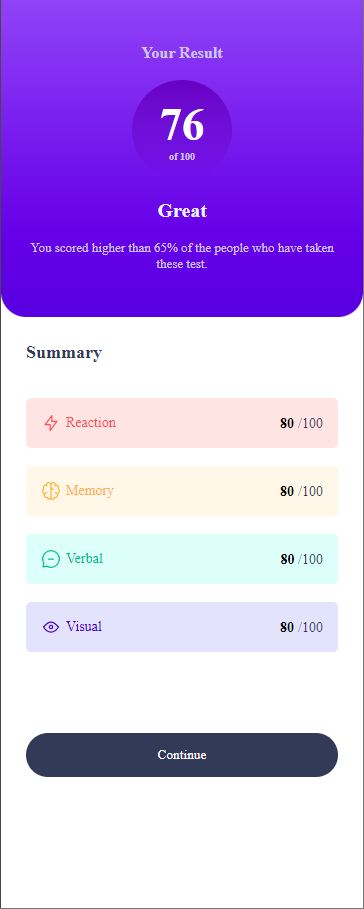 Your Result
76
of 100
Great
You scored higher than 65% of the people who have taken
these test.
Summary
Reaction 80 /100
Memory 80 /100
Verbal 80 /100
Visual 80 /100
Continue